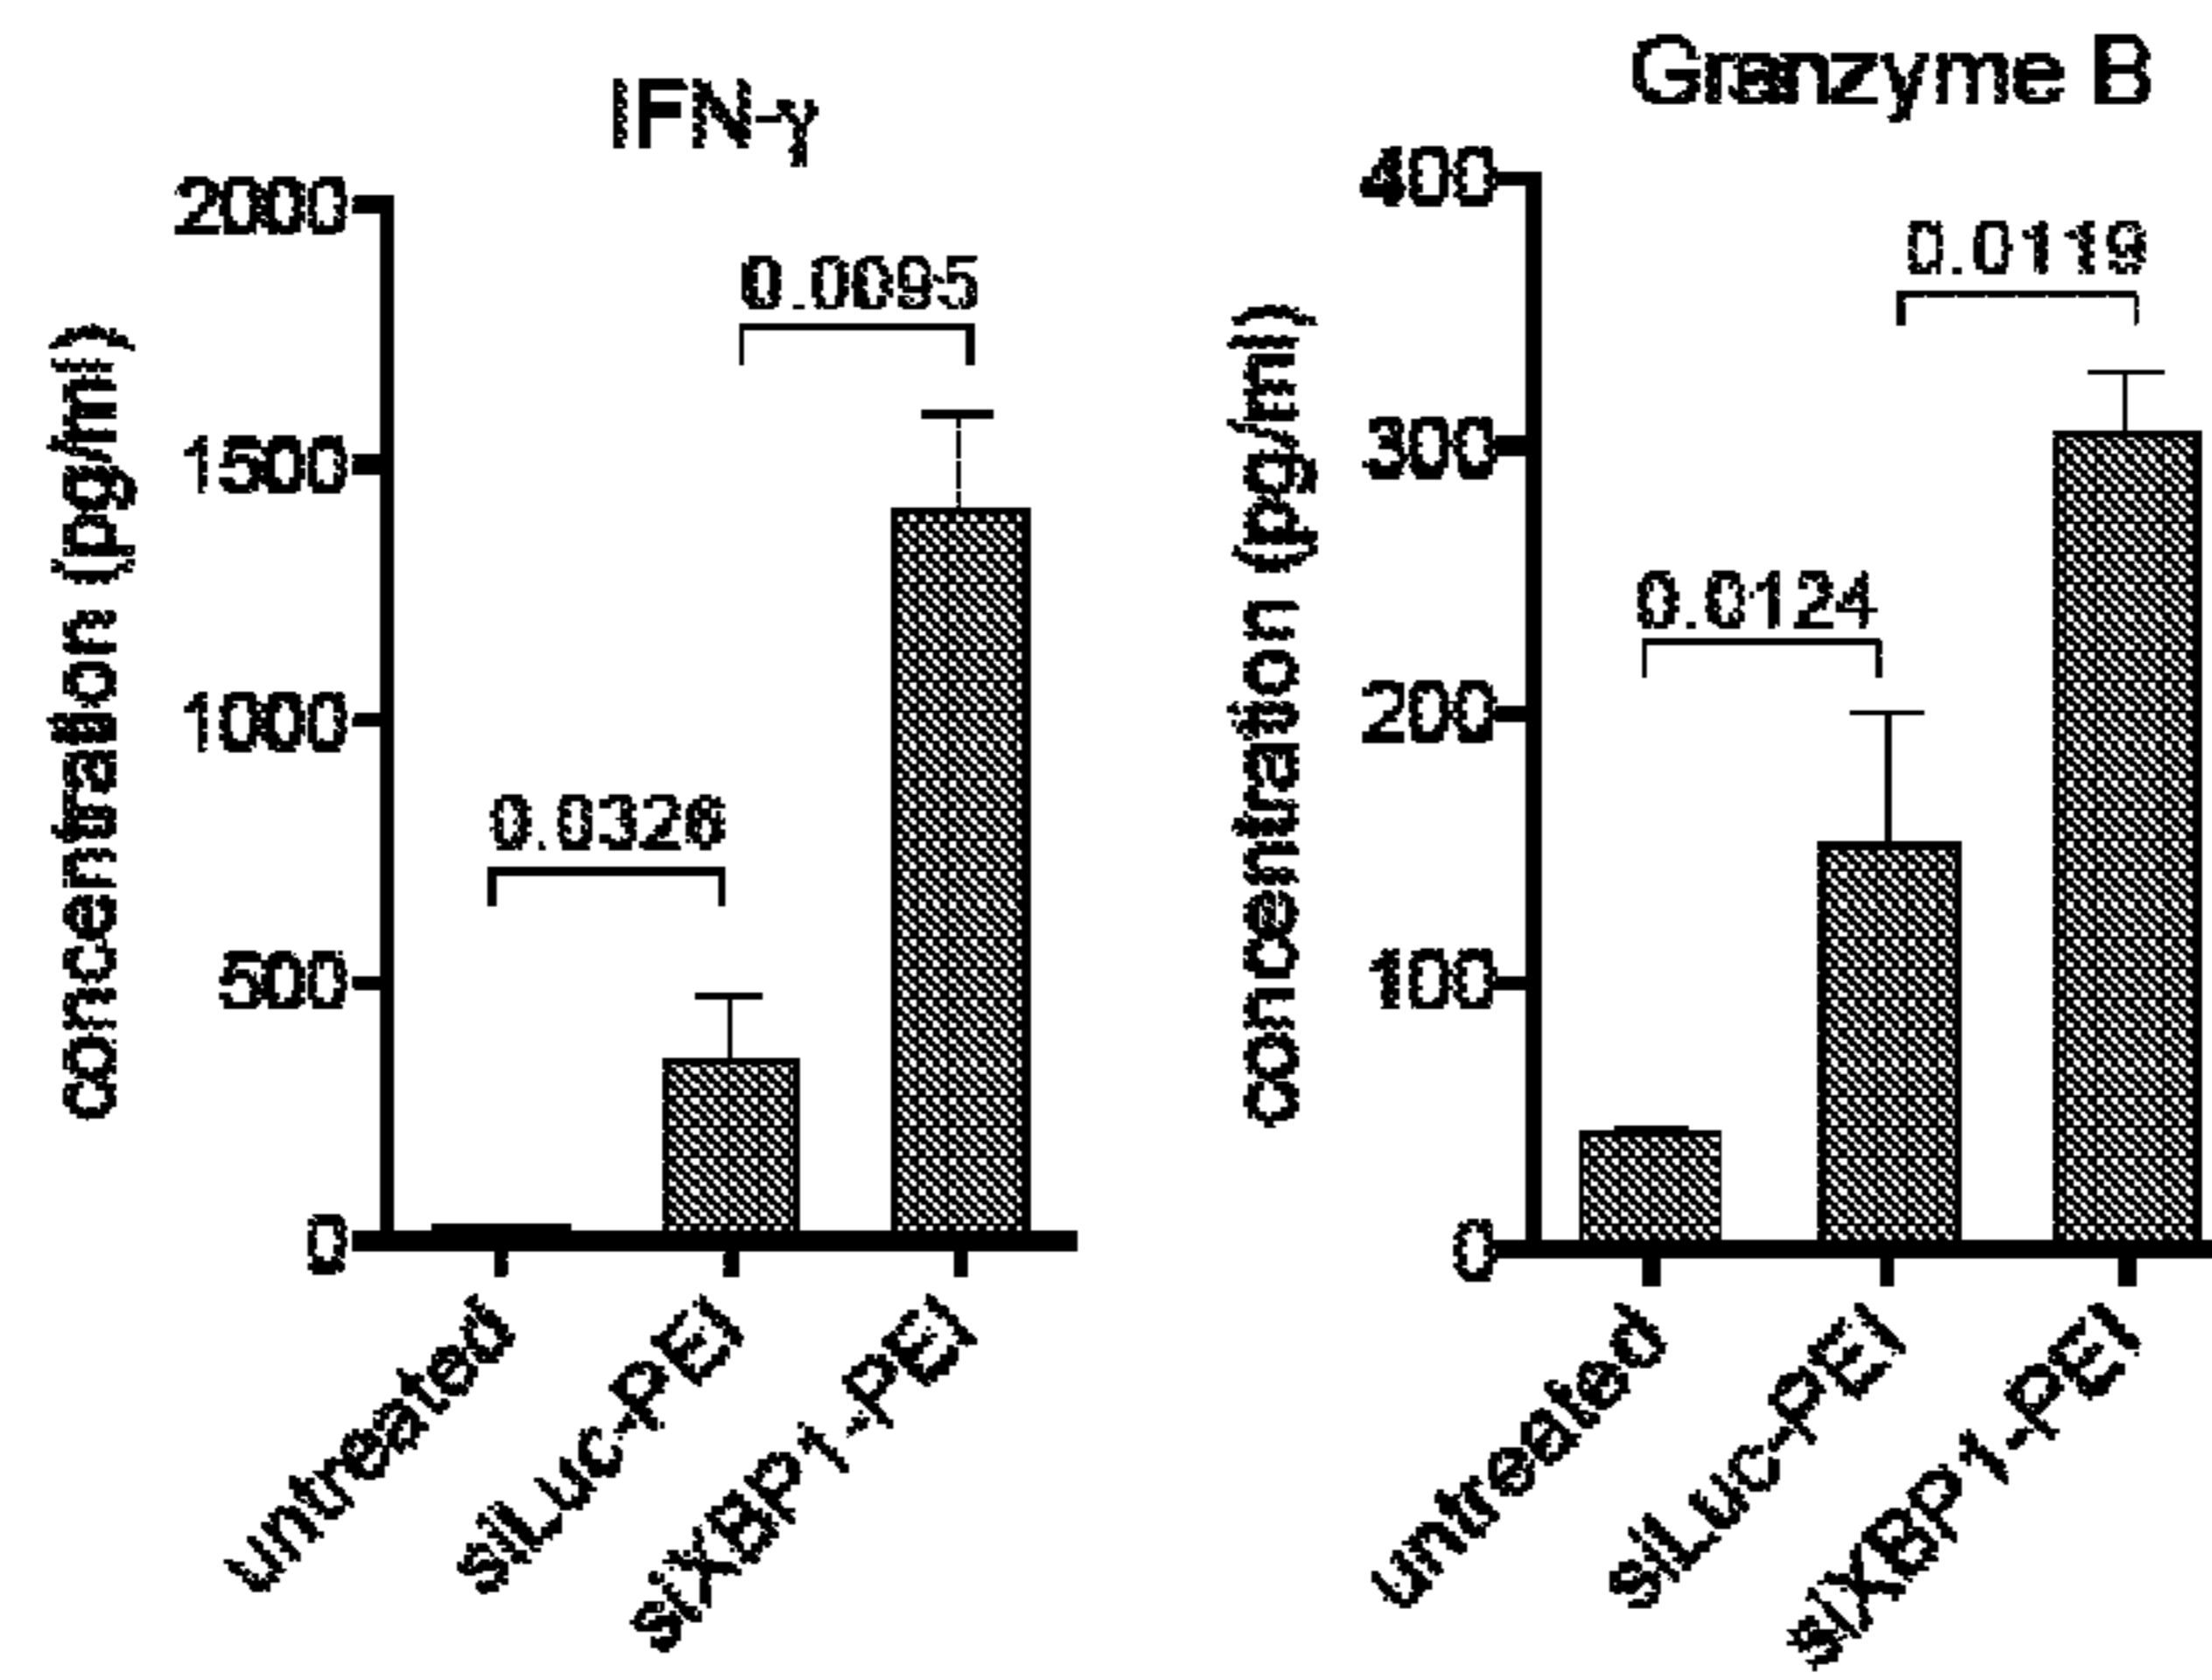 IFN-γ
concentration (pg/ml)
2000
1500
1000
500
0
0.0326
0.0095
untreated
siLuc-PEI
siXBP1-PEI
Granzyme B
concentration (pg/ml)
400
300
200
100
0
0.0124
0.0119
untreated
siLuc-PEI
siXBP1-PEI